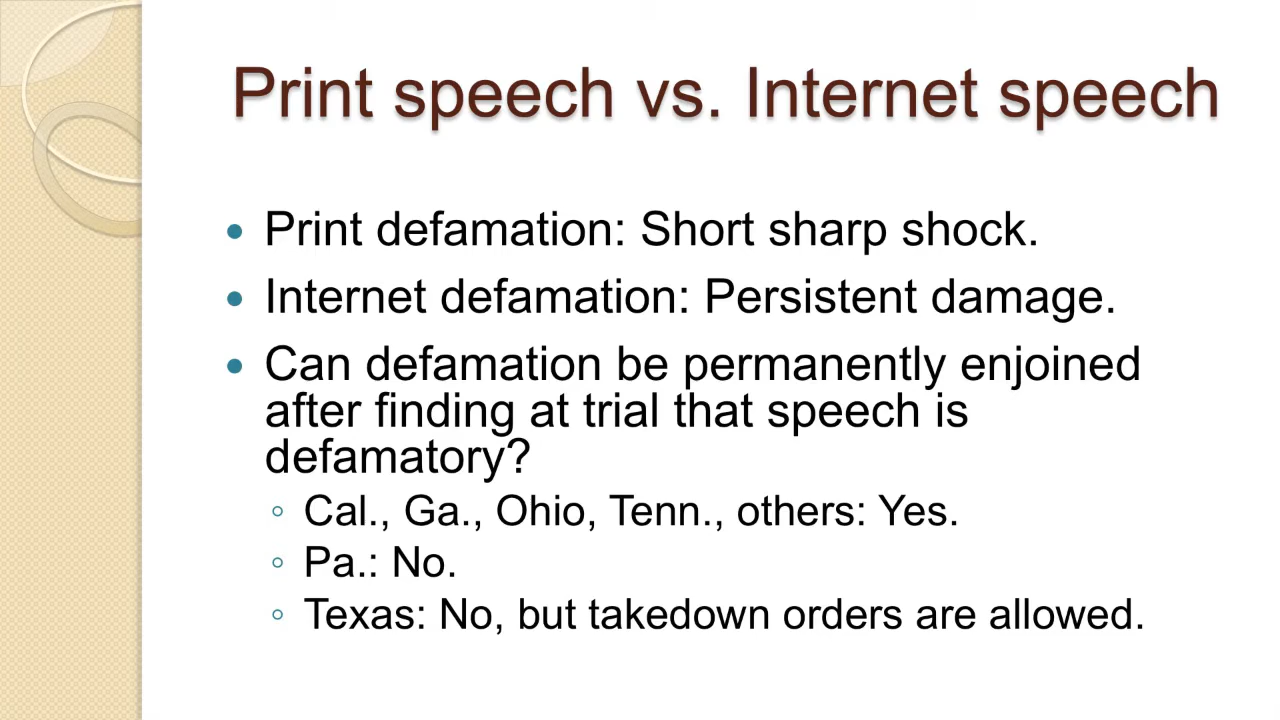 Print speech vs. Internet speech
• Print defamation: Short sharp shock.
• Internet defamation: Persistent damage.
• Can defamation be permanently enjoined
after finding at trial that speech is
defamatory?
◦ Cal., Ga., Ohio, Tenn., others: Yes.
◦ Pa.: No.
◦ Texas: No, but takedown orders are allowed.